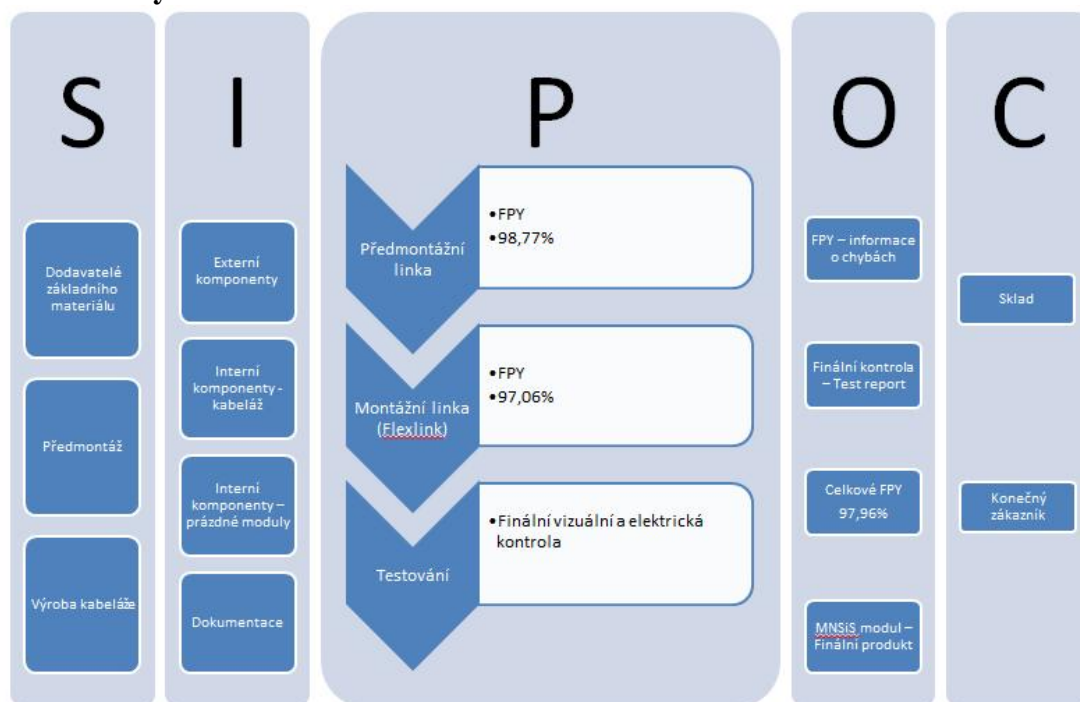 S
Dodavatelé
základního
materiálu
Předmontáž
Výroba kabeláže
I
Externí
komponenty
Interní
komponenty -
kabeláž
Interní
komponenty –
prázdné moduly
Dokumentace
P
Předmontážní
linka
•FPY
•98,77%
Montážní linka
(Flexlink)
•FPY
•97,06%
Testování
•Finální vizuální a elektrická
kontrola
O
FPY – informace
o chybách
Finální kontrola
– Test report
Celkové FPY
97,96%
MNSiS modul –
Finální produkt
C
Sklad
Konečný
zákazník